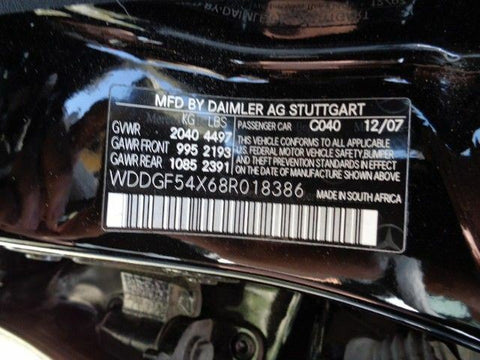 MFD BY DAIMLER AG STUTTGART
KG LBS
GVWR 2040 4497
GAWR FRONT 995 2193
GAWR REAR 1085 2391
PASSENGER CAR C040 12/07
THIS VEHICLE CONFORMS TO ALL APPLICABLE
U.S. FEDERAL MOTOR VEHICLE SAFETY, BUMPER
AND THEFT PREVENTION STANDARDS IN
EFFECT ON THE DATE OF MANUFACTURE
SHOWN ABOVE.
WDDGF54X68R018386
MADE IN SOUTH AFRICA